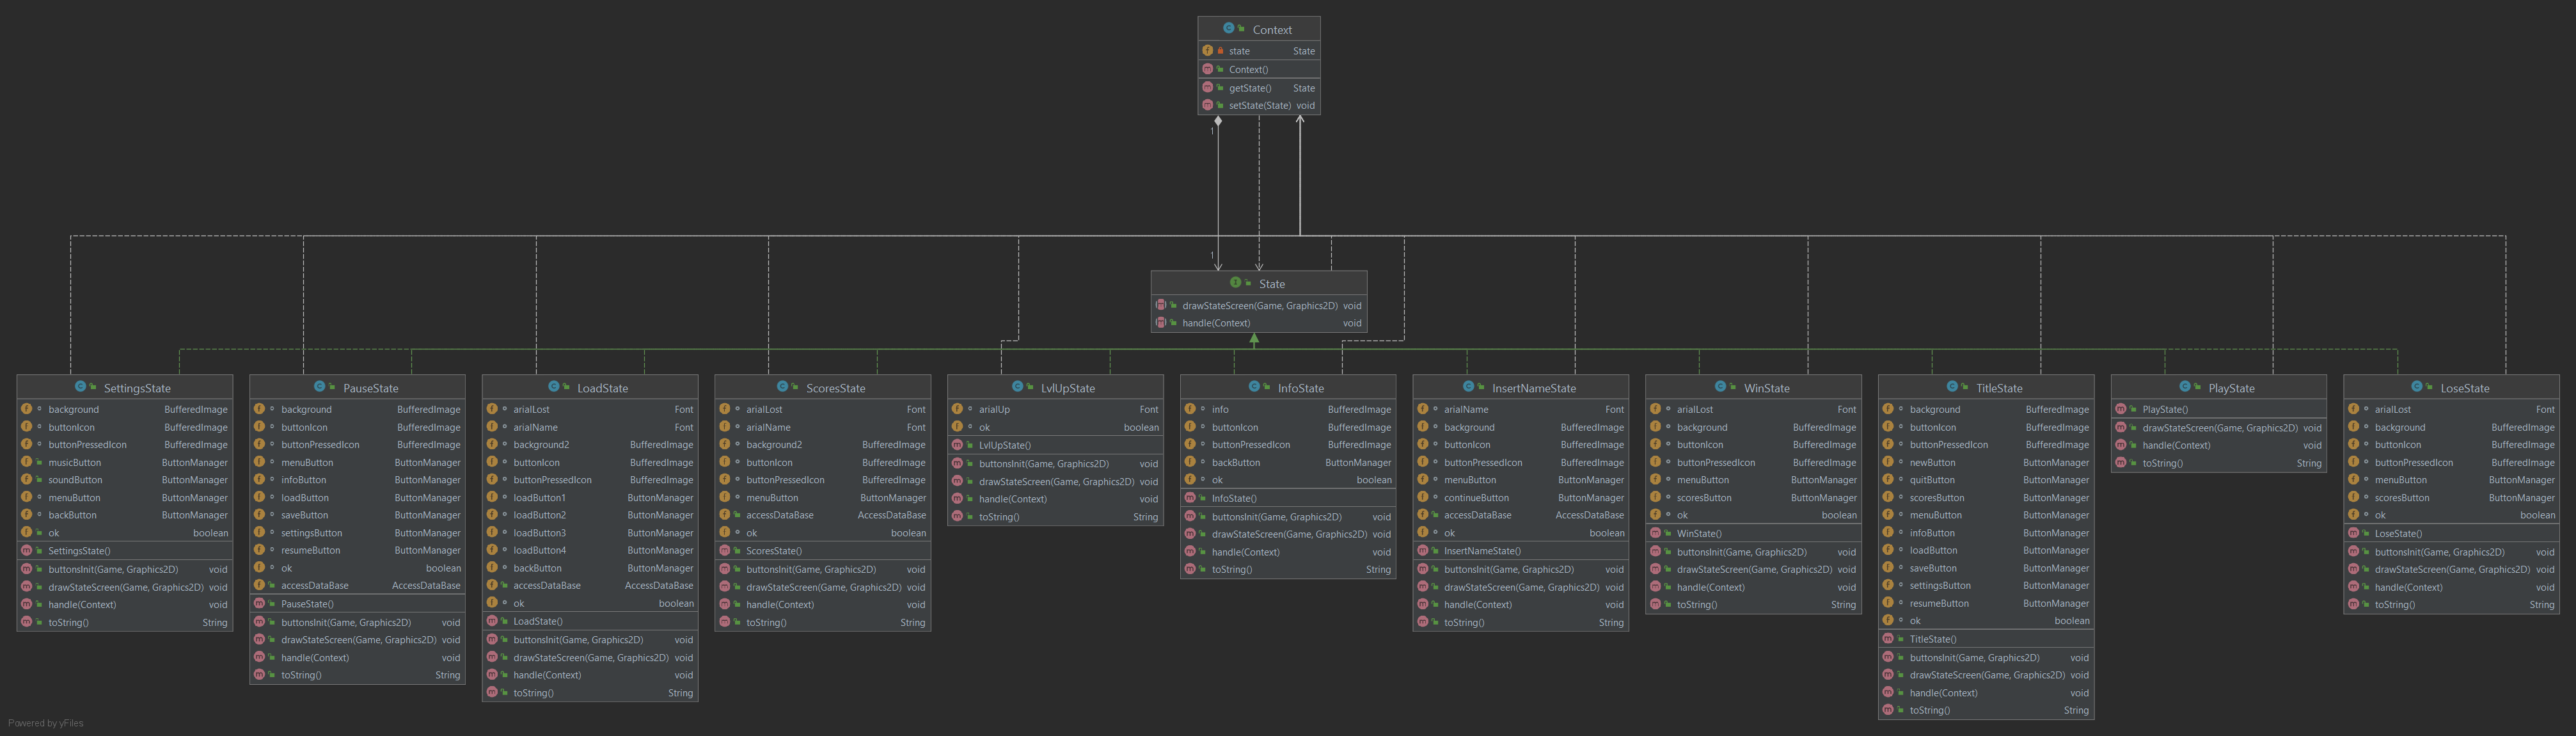 Context
state State
Context()
getState() State
setState(State) void
1
1
State
drawStateScreen(Game, Graphics2D) void
handle(Context) void
SettingsState
background BufferedImage
buttonIcon BufferedImage
buttonPressedIcon BufferedImage
musicButton ButtonManager
soundButton ButtonManager
menuButton ButtonManager
backButton ButtonManager
ok boolean
SettingsState()
buttonsInit(Game, Graphics2D) void
drawStateScreen(Game, Graphics2D) void
handle(Context) void
toString() String
PauseState
background BufferedImage
buttonIcon BufferedImage
buttonPressedIcon BufferedImage
menuButton ButtonManager
infoButton ButtonManager
loadButton ButtonManager
saveButton ButtonManager
settingsButton ButtonManager
resumeButton ButtonManager
ok boolean
accessDataBase AccessDataBase
PauseState()
buttonsInit(Game, Graphics2D) void
drawStateScreen(Game, Graphics2D) void
handle(Context) void
toString() String
LoadState
arialLost Font
arialName Font
background2 BufferedImage
buttonIcon BufferedImage
buttonPressedIcon BufferedImage
loadButton1 ButtonManager
loadButton2 ButtonManager
loadButton3 ButtonManager
loadButton4 ButtonManager
backButton ButtonManager
accessDataBase AccessDataBase
ok boolean
LoadState()
buttonsInit(Game, Graphics2D) void
drawStateScreen(Game, Graphics2D) void
handle(Context) void
toString() String
ScoresState
arialLost Font
arialName Font
background2 BufferedImage
buttonIcon BufferedImage
buttonPressedIcon BufferedImage
menuButton ButtonManager
accessDataBase AccessDataBase
ok boolean
ScoresState()
buttonsInit(Game, Graphics2D) void
drawStateScreen(Game, Graphics2D) void
handle(Context) void
toString() String
LvlUpState
arialUp Font
ok boolean
LvlUpState()
buttonsInit(Game, Graphics2D) void
drawStateScreen(Game, Graphics2D) void
handle(Context) void
toString() String
InfoState
info BufferedImage
buttonIcon BufferedImage
buttonPressedIcon BufferedImage
backButton ButtonManager
ok boolean
InfoState()
buttonsInit(Game, Graphics2D) void
drawStateScreen(Game, Graphics2D) void
handle(Context) void
toString() String
InsertNameState
arialName Font
background BufferedImage
buttonIcon BufferedImage
buttonPressedIcon BufferedImage
menuButton ButtonManager
continueButton ButtonManager
accessDataBase AccessDataBase
ok boolean
InsertNameState()
buttonsInit(Game, Graphics2D) void
drawStateScreen(Game, Graphics2D) void
handle(Context) void
toString() String
WinState
arialLost Font
background BufferedImage
buttonIcon BufferedImage
buttonPressedIcon BufferedImage
menuButton ButtonManager
scoresButton ButtonManager
ok boolean
WinState()
buttonsInit(Game, Graphics2D) void
drawStateScreen(Game, Graphics2D) void
handle(Context) void
toString() String
TitleState
background BufferedImage
buttonIcon BufferedImage
buttonPressedIcon BufferedImage
newButton ButtonManager
quitButton ButtonManager
scoresButton ButtonManager
menuButton ButtonManager
infoButton ButtonManager
loadButton ButtonManager
saveButton ButtonManager
settingsButton ButtonManager
resumeButton ButtonManager
ok boolean
TitleState()
buttonsInit(Game, Graphics2D) void
drawStateScreen(Game, Graphics2D) void
handle(Context) void
toString() String
PlayState
PlayState()
drawStateScreen(Game, Graphics2D) void
handle(Context) void
toString() String
LoseState
arialLost Font
background BufferedImage
buttonIcon BufferedImage
buttonPressedIcon BufferedImage
menuButton ButtonManager
scoresButton ButtonManager
ok boolean
LoseState()
buttonsInit(Game, Graphics2D) void
drawStateScreen(Game, Graphics2D) void
handle(Context) void
toString() String
Powered by yFiles